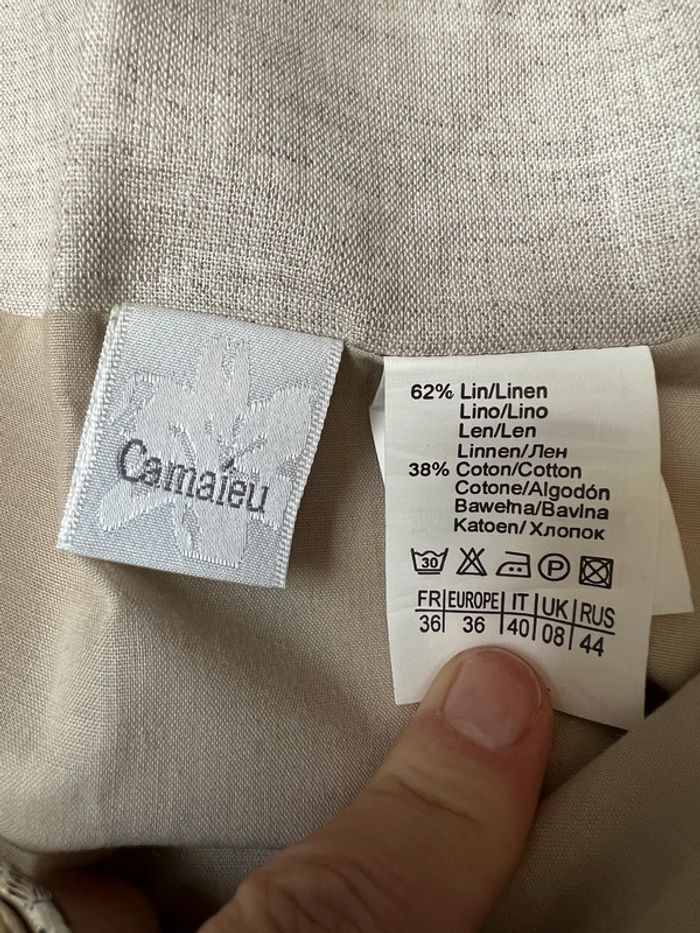 Camaïeu
62% Lin/Linen
Lino/Lino
Len/Len
Linnen/Лен
38% Coton/Cotton
Cotone/Algodón
Bawełna/Bavlna
Katoen/Хлопок
30 P
FR|EUROPE|IT|UK|RUS
36|36|40|08|44